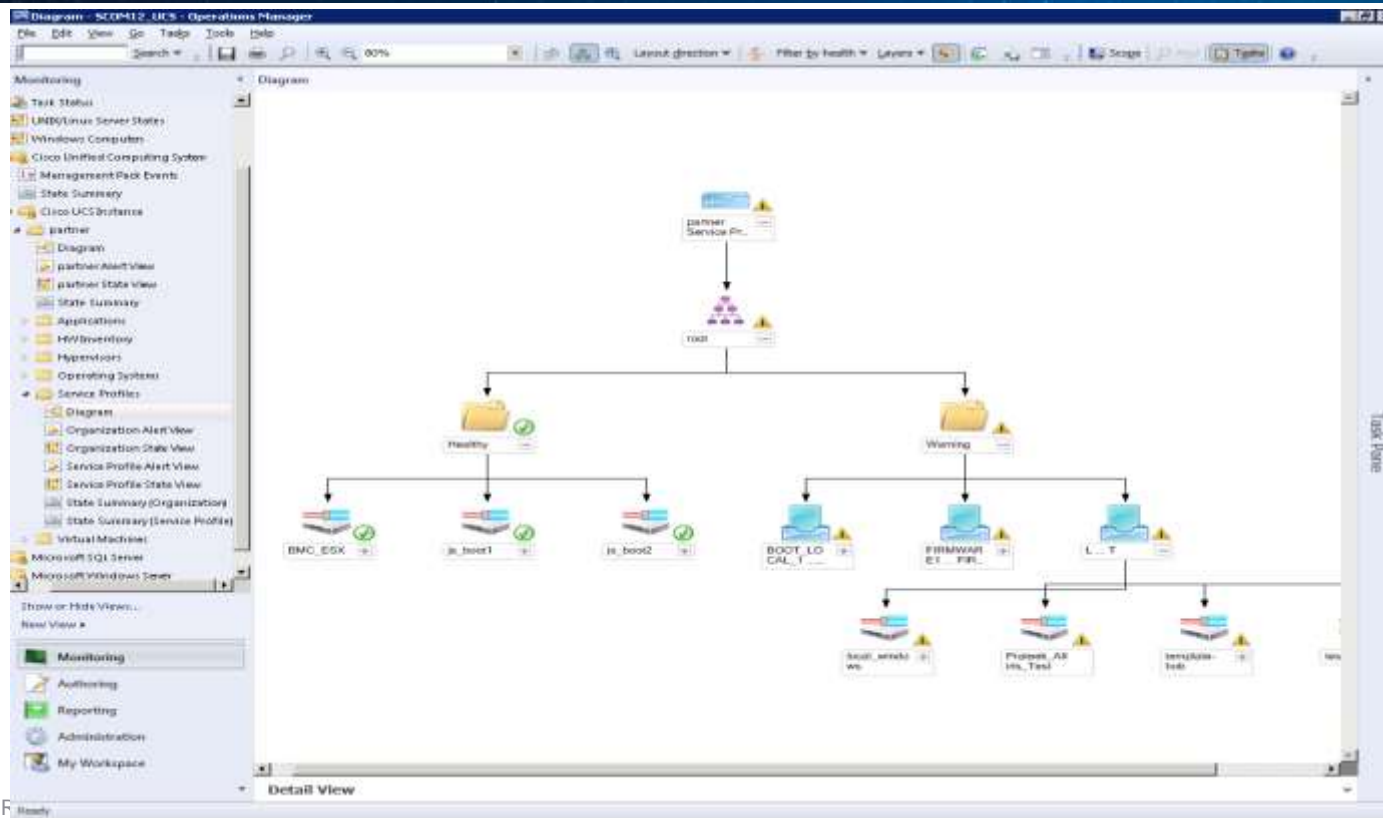 Diagram - SCOM12_UCS - Operations Manager
File Edit View Go Tasks Tools Help
Search 80% Layout direction Filter by health Layers Scope Tasks
Monitoring
Diagram
Task Status
UNIX/Linux Server States
Windows Computers
Cisco Unified Computing System
Management Pack Events
State Summary
Cisco UCS Instance
partner
Diagram
partner Alert View
partner State View
State Summary
Applications
HWInventory
Hypervisors
Operating Systems
Service Profiles
Diagram
Organization Alert View
Organization State View
Service Profile Alert View
Service Profile State View
State Summary (Organization)
State Summary (Service Profile)
Virtual Machines
Microsoft SQL Server
Microsoft Windows Server
Show or Hide Views...
New View
Monitoring
Authoring
Reporting
Administration
My Workspace
partner
Service Pr...
root
Healthy
Warning
BMC_ESX
js_boot1
js_boot2
BOOT_LO
CAL_T ....
FIRMWAR
E1 ... FIR...
L ... T
local_windo
ws
template-
Task Pane
Detail View
Ready